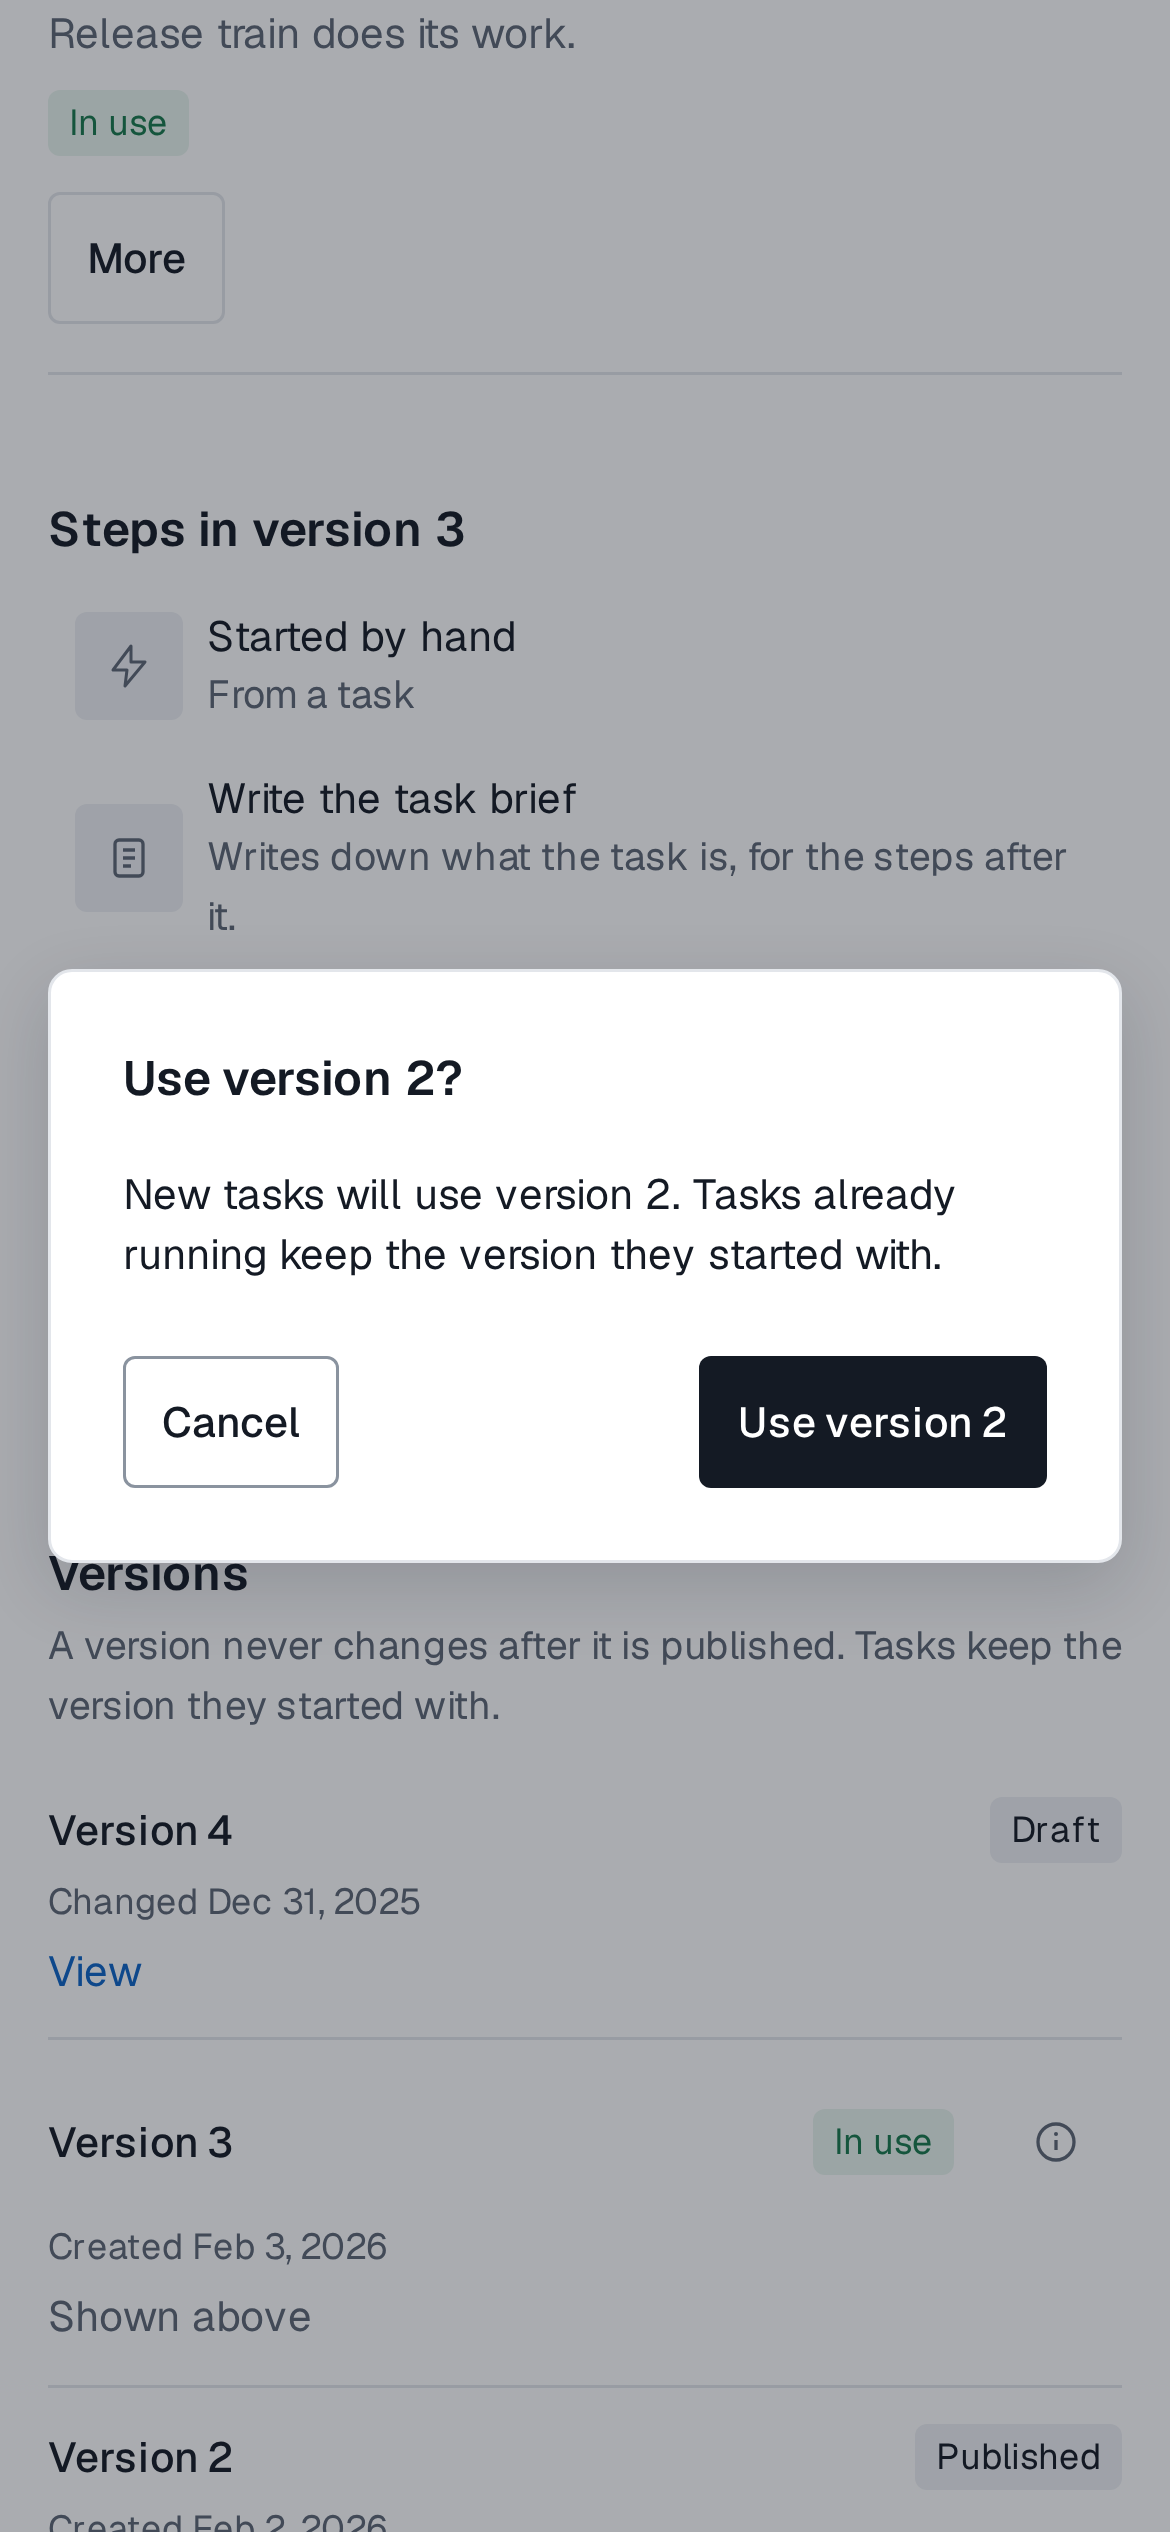 Release train does its work.
In use
More
Steps in version 3
Started by hand
From a task
Write the task brief
Writes down what the task is, for the steps after
it.
Use version 2?
New tasks will use version 2. Tasks already
running keep the version they started with.
Cancel
Use version 2
Versions
A version never changes after it is published. Tasks keep the
version they started with.
Version 4
Draft
Changed Dec 31, 2025
View
Version 3
In use
Created Feb 3, 2026
Shown above
Version 2
Published
Created Feb 2, 2026